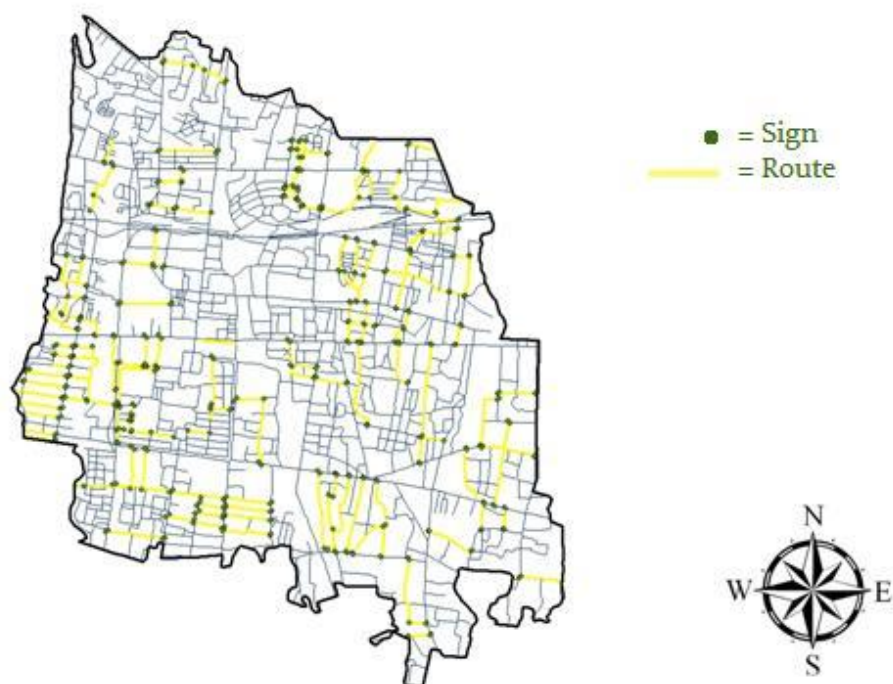 = Sign
= Route
N
W E
S